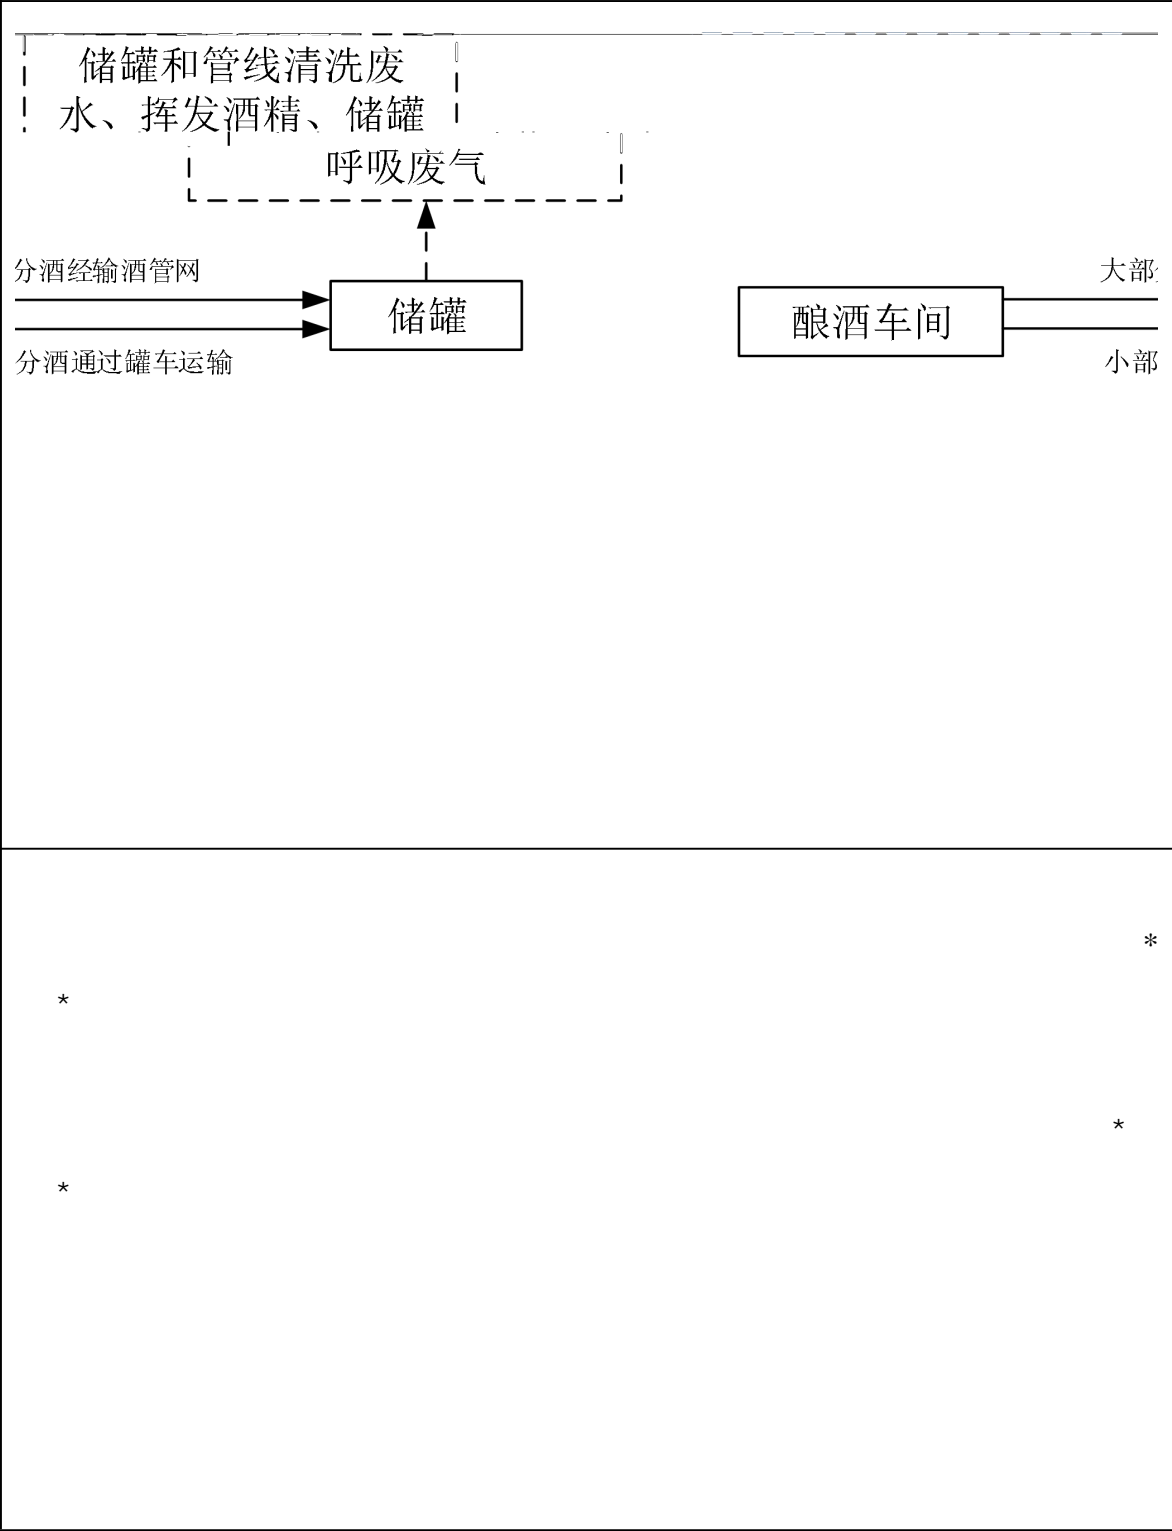 储罐和管线清洗废
水、挥发酒精、储罐
呼吸废气
分酒经输酒管网
大部
储罐
酿酒车间
分酒通过罐车运输
小部
*
*
*
*